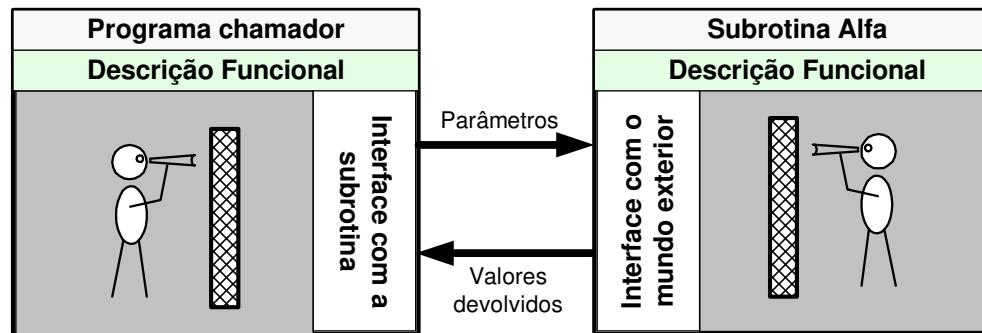 Programa chamador
Descrição Funcional
Interface com a
subrotina
Parâmetros
Valores
devolvidos
Subrotina Alfa
Descrição Funcional
Interface com o
mundo exterior